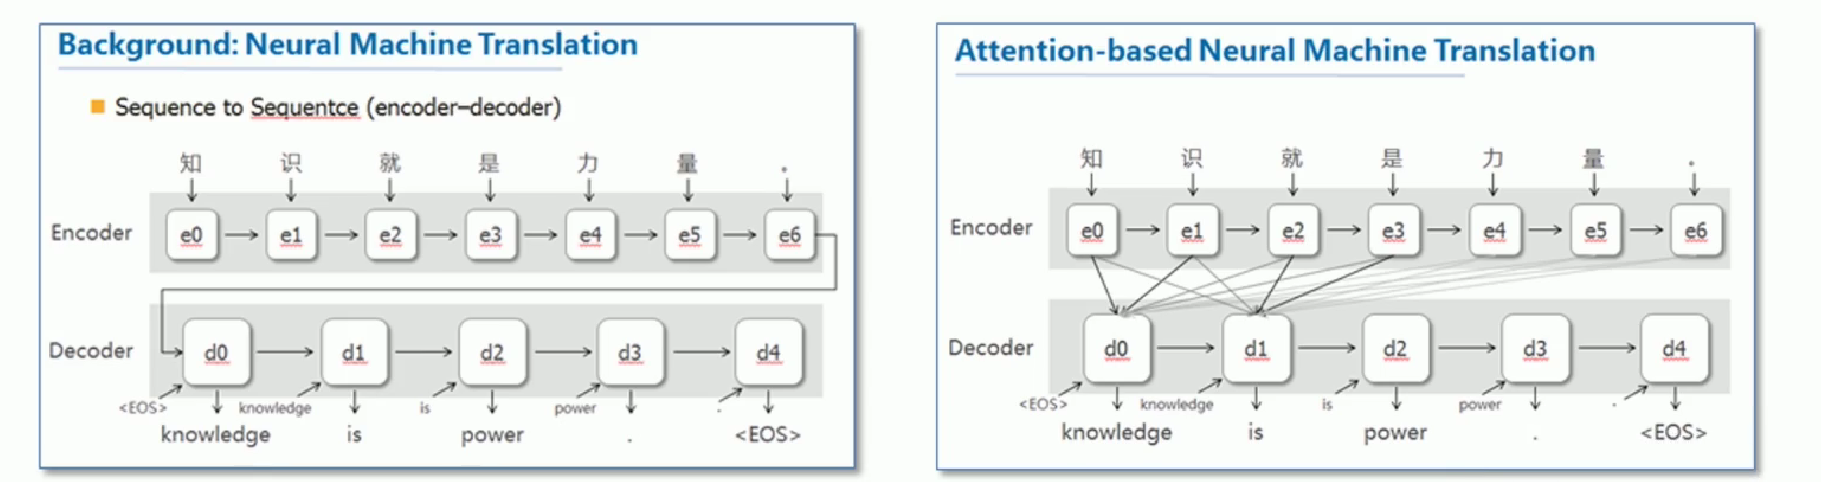 Background: Neural Machine Translation
Sequence to Sequentce (encoder–decoder)
知 识 就 是 力 量 。
Encoder e0 e1 e2 e3 e4 e5 e6
Decoder d0 d1 d2 d3 d4
<EOS> knowledge is power .
knowledge is power . <EOS>
Attention-based Neural Machine Translation
知 识 就 是 力 量 。
Encoder e0 e1 e2 e3 e4 e5 e6
Decoder d0 d1 d2 d3 d4
<EOS> knowledge is power .
knowledge is power . <EOS>